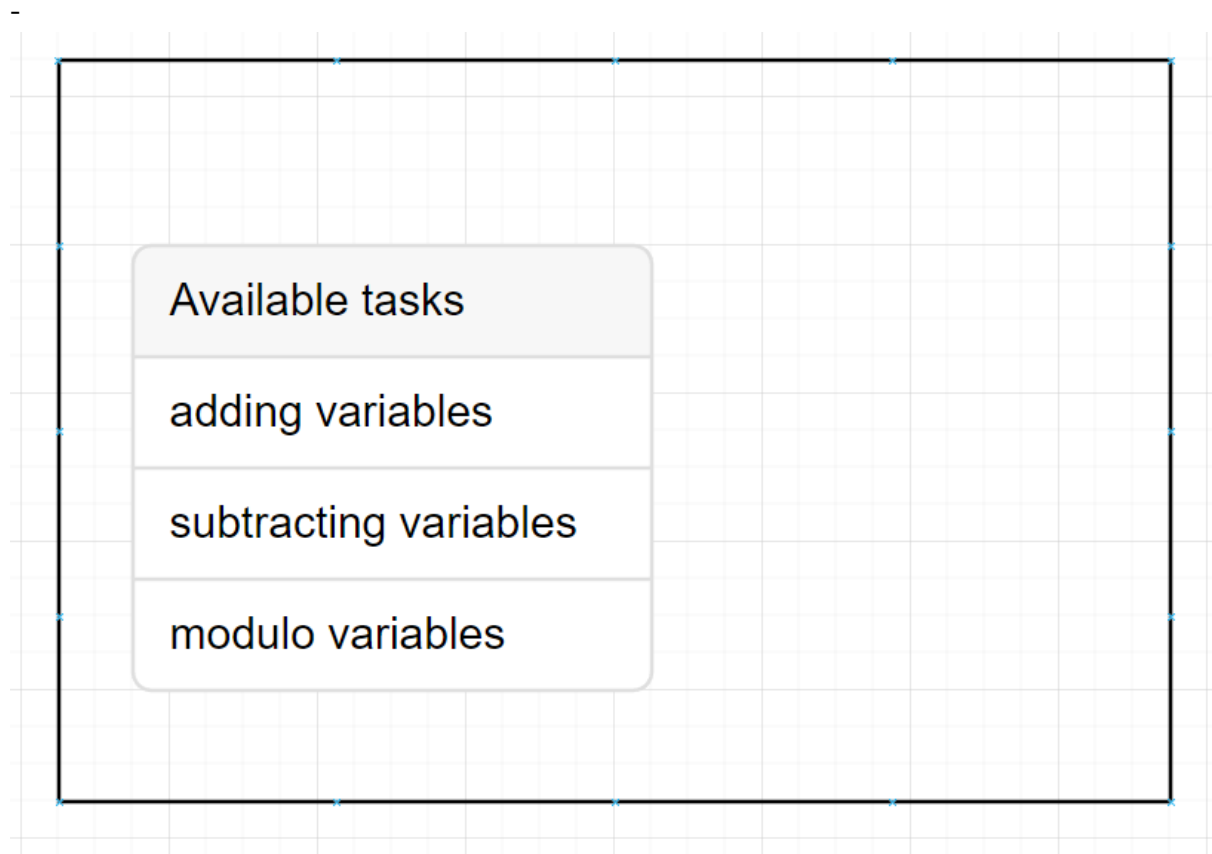 -
Available tasks
adding variables
subtracting variables
modulo variables